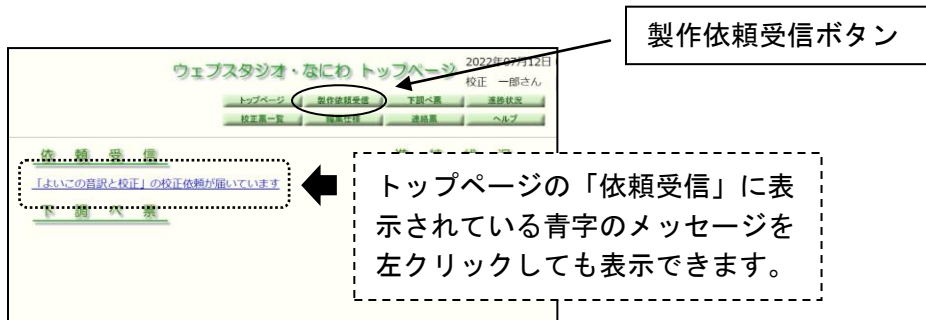 製作依頼受信ボタン
ウェブスタジオ・なにわ トップページ
2022年07月12日
校正 一郎さん
トップページ 製作依頼受信 下調べ票 進捗状況
校正票一覧 編集仕様 連絡票 ヘルプ
依頼受信
「よいこの音訳と校正」の校正依頼が届いています
下調べ票
トップページの「依頼受信」に表
示されている青字のメッセージを
左クリックしても表示できます。